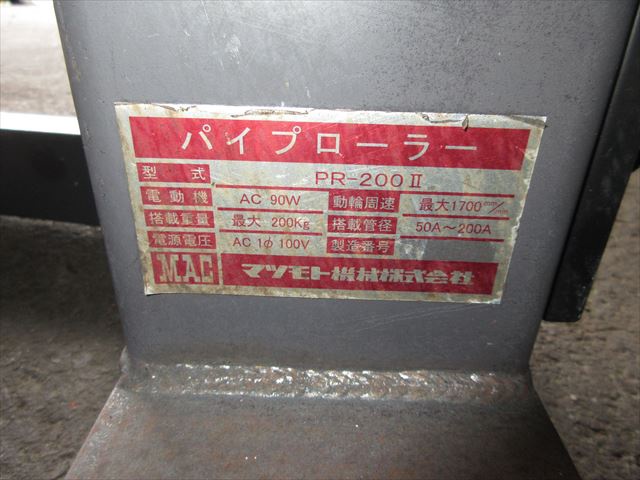 パイプローラー
型式 PR-200 II
電動機 AC 90W 動輪周速 最大1700mm/m
搭載重量 最大 200Kg 搭載管径 50A～200A
電源電圧 AC 1φ 100V 製造番号
MAC マツモト機械株式会社